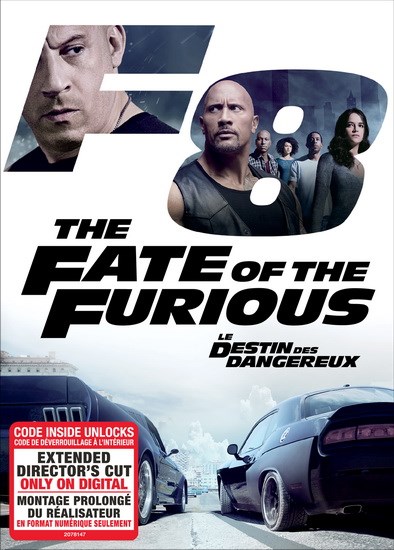 F8
THE
FATE OF THE
FURIOUS
LE
DESTIN DES
DANGEREUX
CODE INSIDE UNLOCKS
CODE DE DÉVERROUILLAGE À L'INTÉRIEUR
EXTENDED
DIRECTOR'S CUT
ONLY ON DIGITAL
MONTAGE PROLONGÉ
DU RÉALISATEUR
EN FORMAT NUMÉRIQUE SEULEMENT
2079147